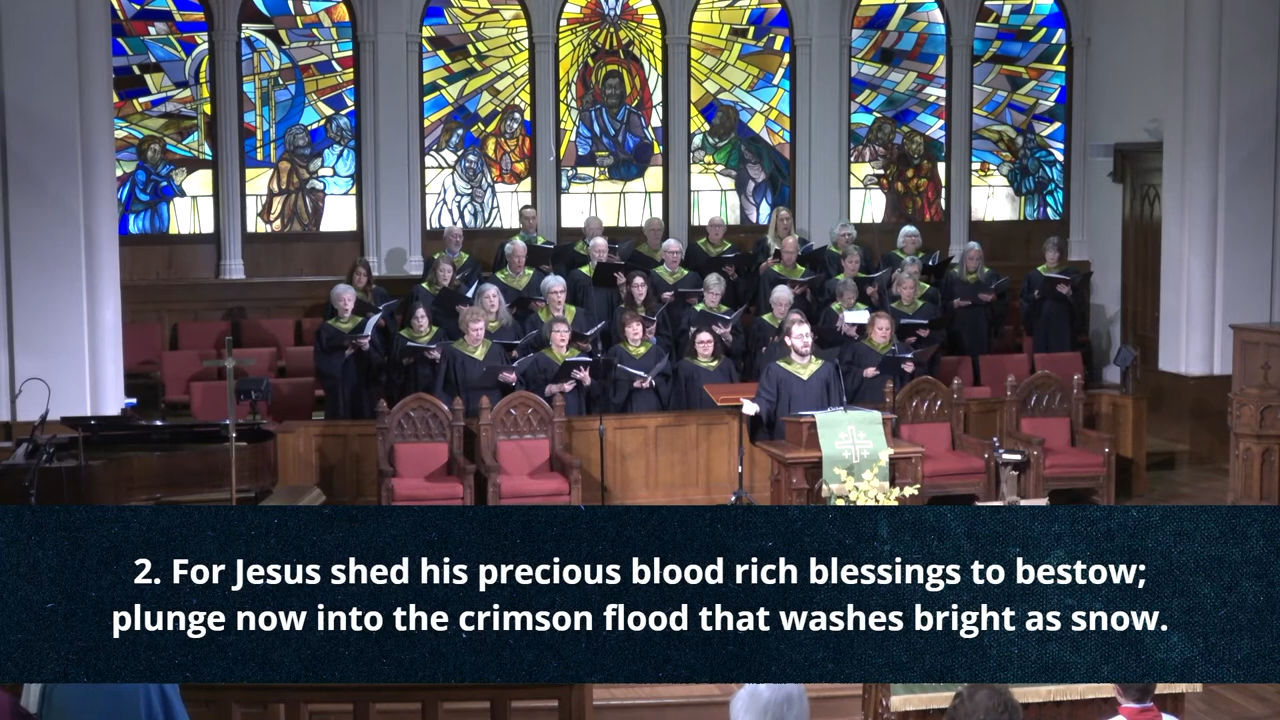 2. For Jesus shed his precious blood rich blessings to bestow;
plunge now into the crimson flood that washes bright as snow.